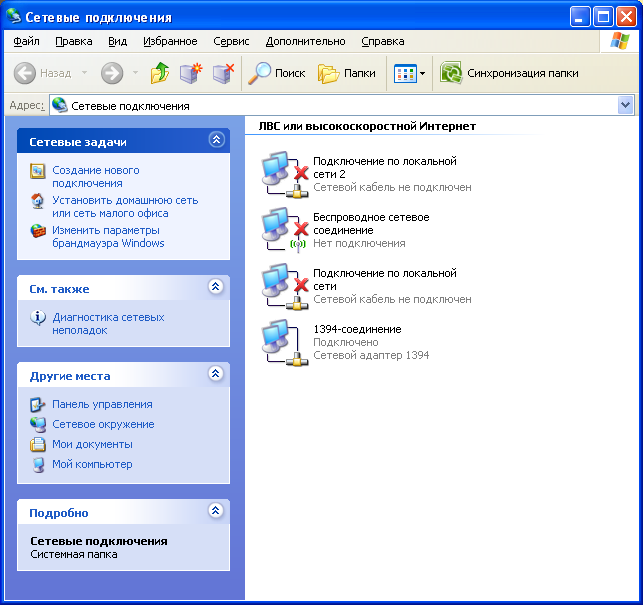 Сетевые подключения
Файл Правка Вид Избранное Сервис Дополнительно Справка
Назад Поиск Папки Синхронизация папки
Адрес: Сетевые подключения
Сетевые задачи
Создание нового
подключения
Установить домашнюю сеть
или сеть малого офиса
Изменить параметры
брандмауэра Windows
См. также
Диагностика сетевых
неполадок
Другие места
Панель управления
Сетевое окружение
Мои документы
Мой компьютер
Подробно
Сетевые подключения
Системная папка
ЛВС или высокоскоростной Интернет
Подключение по локальной
сети 2
Сетевой кабель не подключен
Беспроводное сетевое
соединение
Нет подключения
Подключение по локальной
сети
Сетевой кабель не подключен
1394-соединение
Подключено
Сетевой адаптер 1394